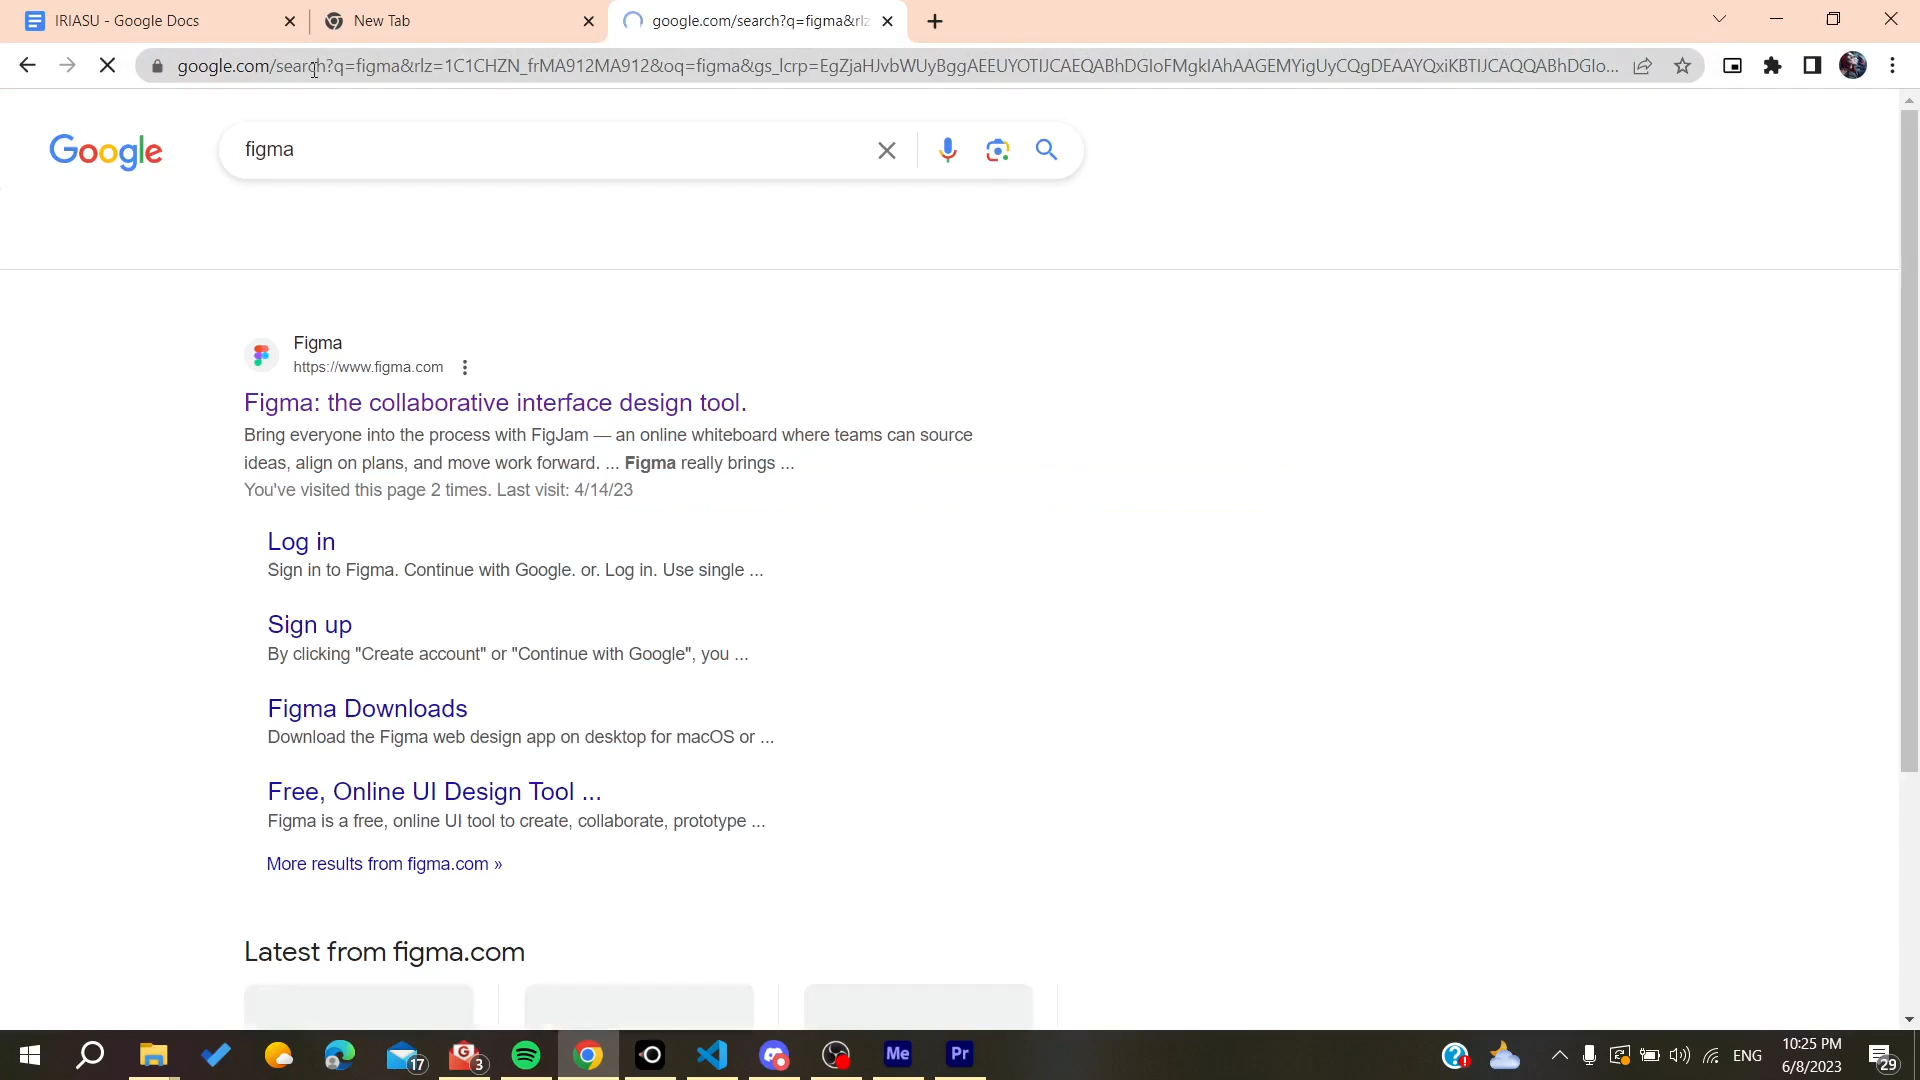 IRIASU - Google Docs
New Tab
google.com/search?q=figma&rlz
google.com/search?q=figma&rlz=1C1CHZN_frMA912MA912&oq=figma&gs_lcrp=EgZjaHJvbWUyBggAEEUYOTIJCAEQABhDGIoFMgkIAhAAGEMYigUyCQgDEAAYQxiKBTIJCAQQABhDGIo...
Google
figma
Figma
https://www.figma.com
Figma: the collaborative interface design tool.
Bring everyone into the process with FigJam — an online whiteboard where teams can source
ideas, align on plans, and move work forward. ... Figma really brings ...
You've visited this page 2 times. Last visit: 4/14/23
Log in
Sign in to Figma. Continue with Google. or. Log in. Use single ...
Sign up
By clicking "Create account" or "Continue with Google", you ...
Figma Downloads
Download the Figma web design app on desktop for macOS or ...
Free, Online UI Design Tool ...
Figma is a free, online UI tool to create, collaborate, prototype ...
More results from figma.com »
Latest from figma.com
17
G 3
Me
Pr
ENG
10:25 PM
6/8/2023
29